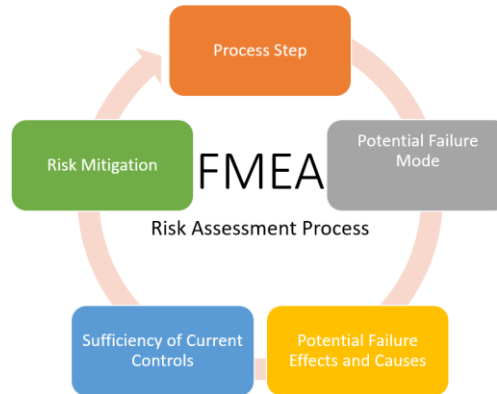 Process Step
Potential Failure
Mode
Risk Mitigation
FMEA
Risk Assessment Process
Sufficiency of Current
Controls
Potential Failure
Effects and Causes